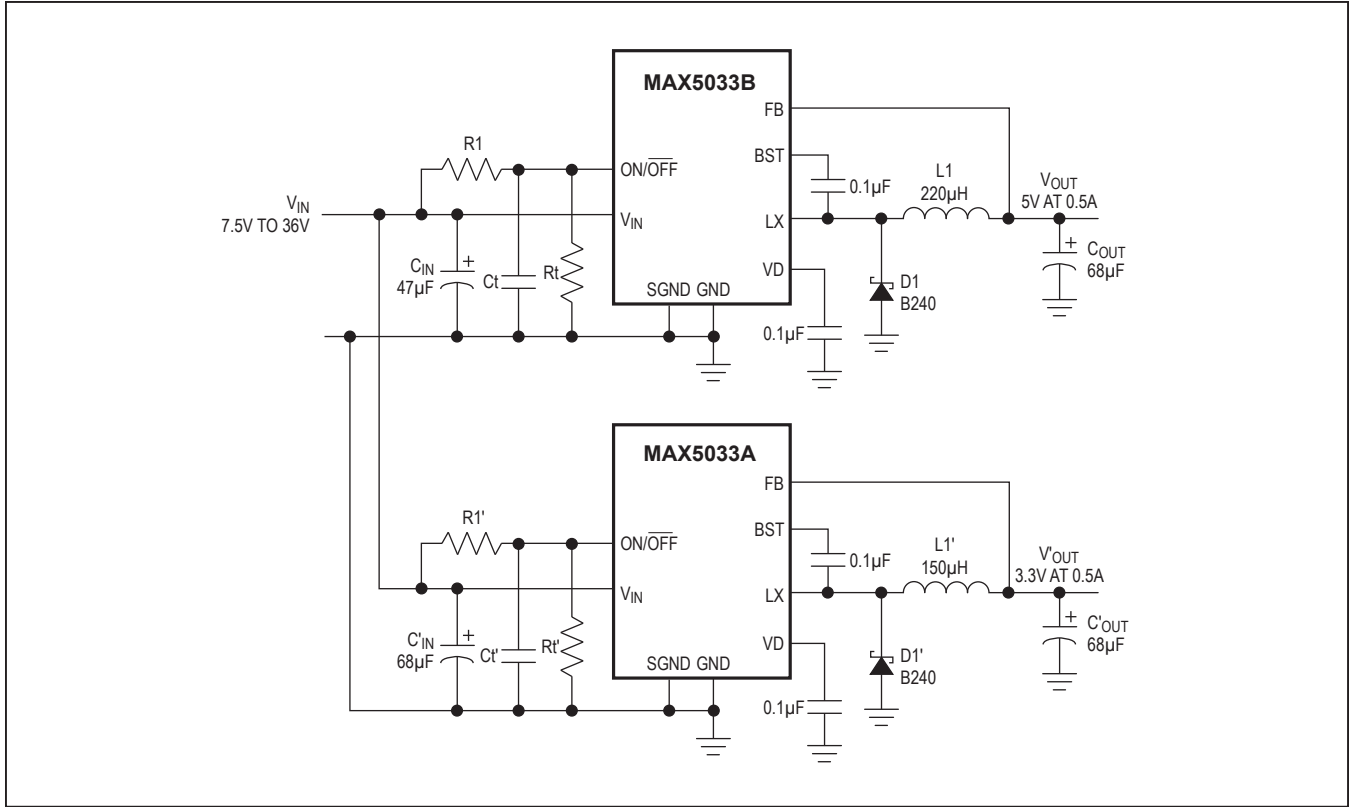 MAX5033B
FB
R1
BST
ON/OFF
0.1µF
L1
220µH
VOUT
5V AT 0.5A
VIN
7.5V TO 36V
VIN
LX
CIN
47µF
+
Ct
Rt
VD
SGND GND
D1
B240
+
COUT
68µF
0.1µF
MAX5033A
FB
R1'
BST
ON/OFF
0.1µF
L1'
150µH
V'OUT
3.3V AT 0.5A
VIN
LX
C'IN
68µF
+
Ct'
Rt'
VD
SGND GND
D1'
B240
+
C'OUT
68µF
0.1µF